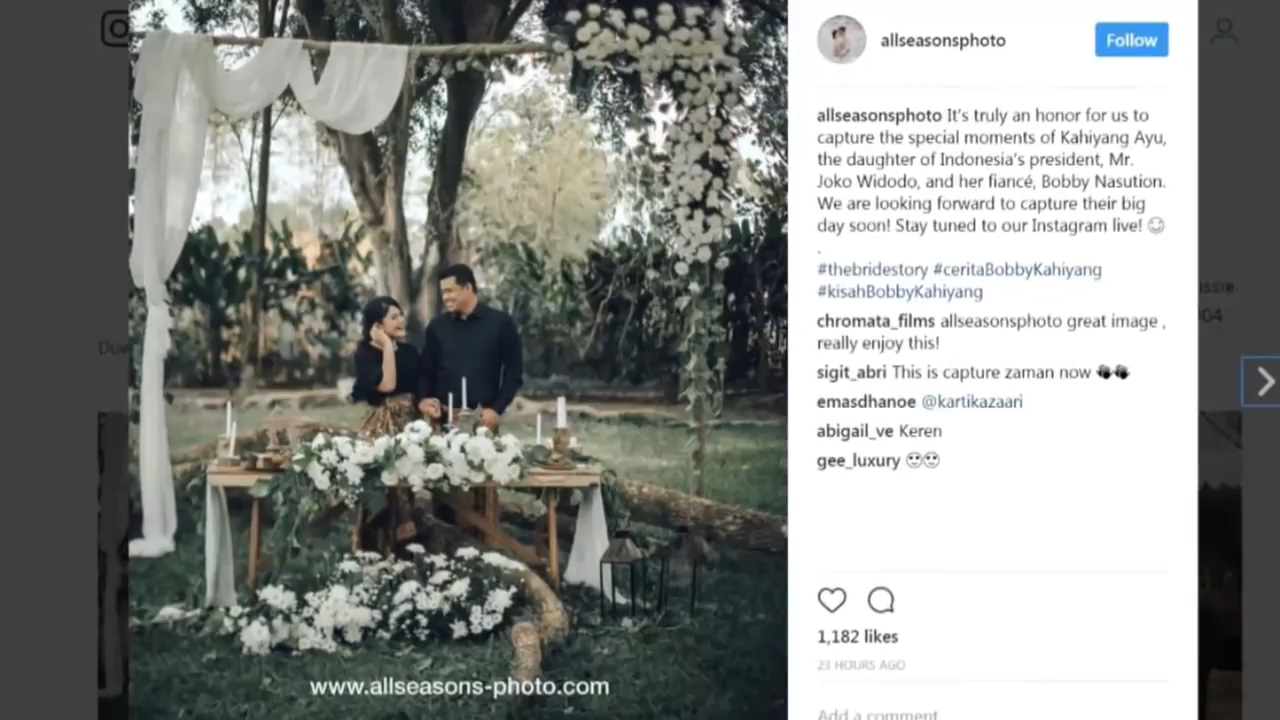 allseasonsphoto
Follow
allseasonsphoto It's truly an honor for us to
capture the special moments of Kahiyang Ayu,
the daughter of Indonesia's president, Mr.
Joko Widodo, and her fiancé, Bobby Nasution.
We are looking forward to capture their big
day soon! Stay tuned to our Instagram live!
.
#thebridestory #ceritaBobbyKahiyang
#kisahBobbyKahiyang
chromata_films allseasonsphoto great image ,
really enjoy this!
sigit_abri This is capture zaman now
emasdhanoe @kartikazaari
abigail_ve Keren
gee_luxury
1,182 likes
23 HOURS AGO
Add a comment
www.allseasons-photo.com